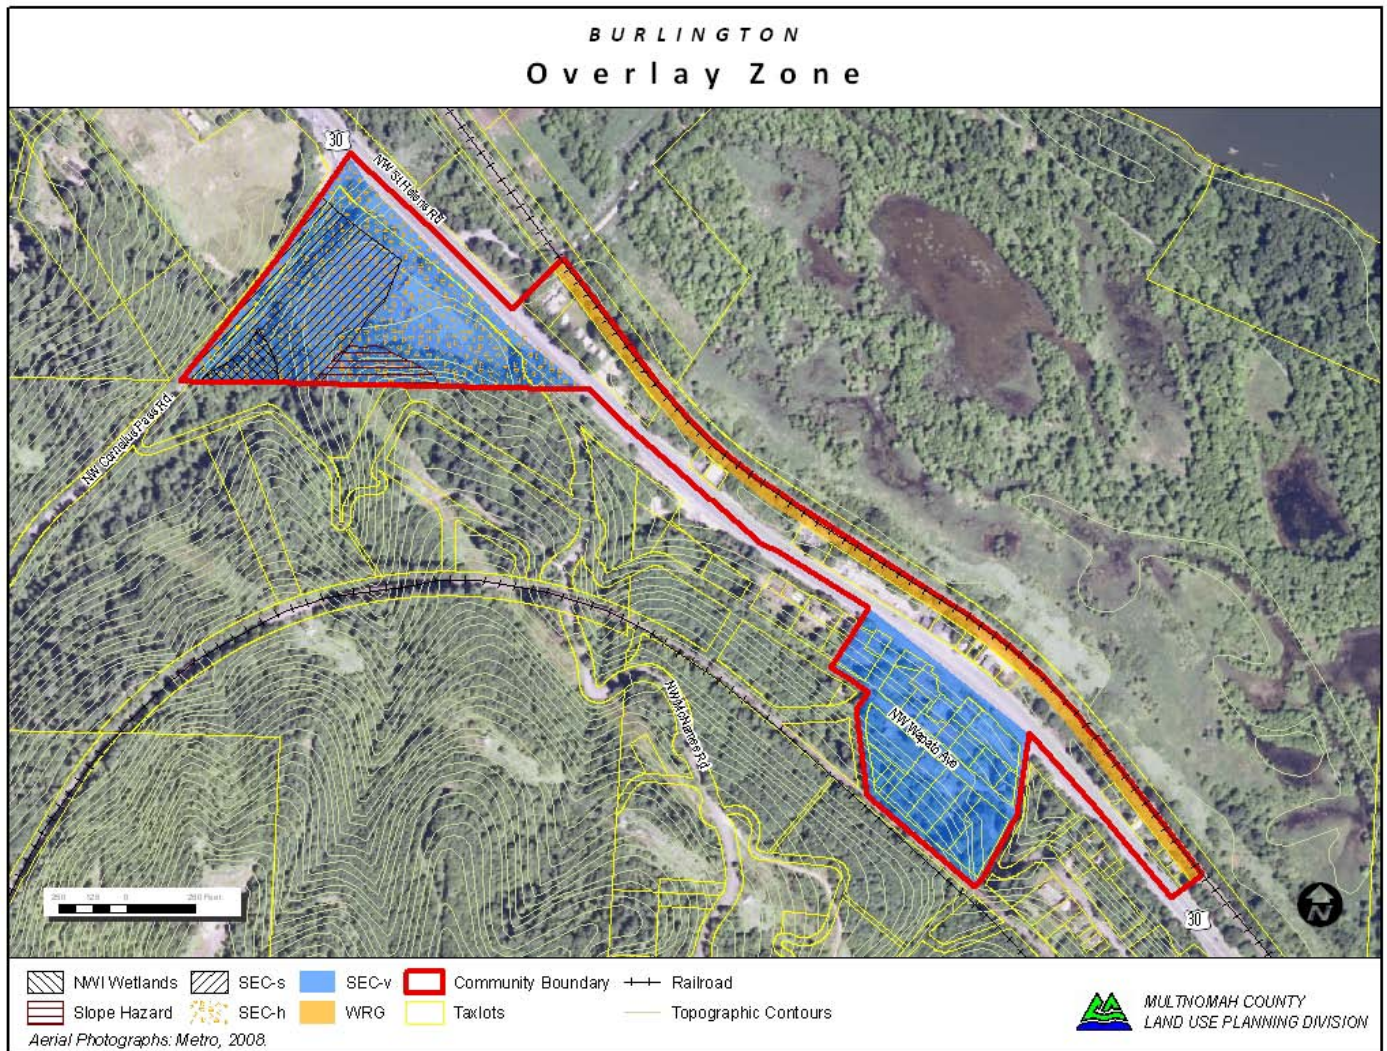 BURLINGTON
Overlay Zone
30
NW St Helens Rd
NW Cornelius Pass Rd
NW McNamee Rd
NW Wapato Ave
30
N
0
NWI Wetlands
SEC-s
SEC-v
Community Boundary
Railroad
Slope Hazard
SEC-h
WRG
Taxlots
Topographic Contours
Aerial Photographs: Metro, 2008.
MULTNOMAH COUNTY
LAND USE PLANNING DIVISION